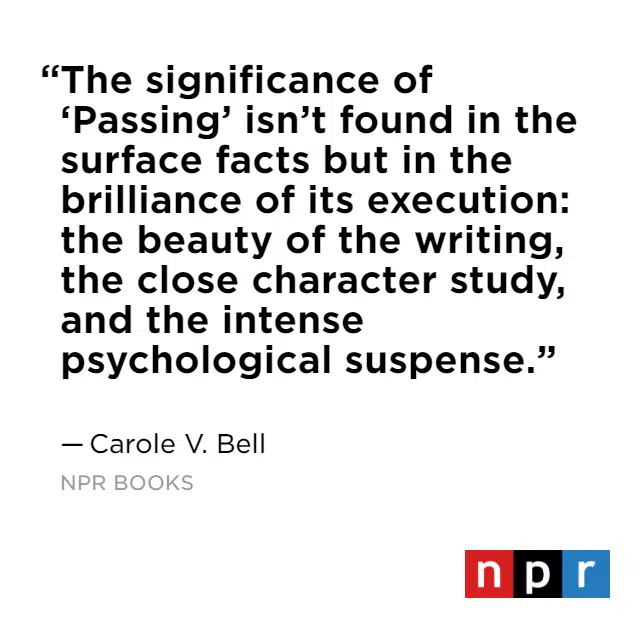 “The significance of
‘Passing’ isn’t found in the
surface facts but in the
brilliance of its execution:
the beauty of the writing,
the close character study,
and the intense
psychological suspense.”
— Carole V. Bell
NPR BOOKS
npr